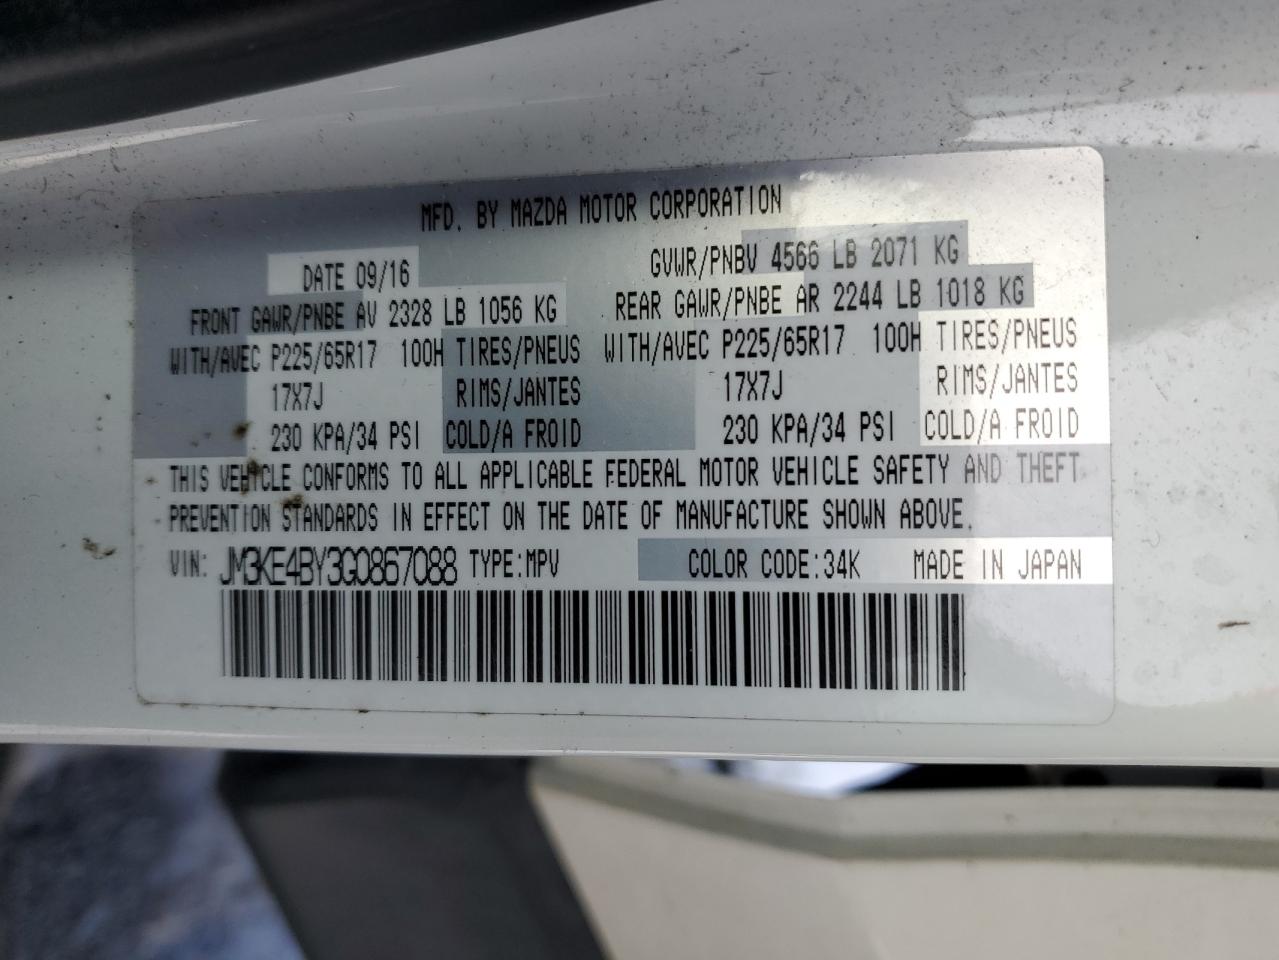 MFD. BY MAZDA MOTOR CORPORATION
DATE 09/16 GVWR/PNBV 4566 LB 2071 KG
FRONT GAWR/PNBE AV 2328 LB 1056 KG REAR GAWR/PNBE AR 2244 LB 1018 KG
WITH/AVEC P225/65R17 100H TIRES/PNEUS WITH/AVEC P225/65R17 100H TIRES/PNEUS
17X7J RIMS/JANTES 17X7J RIMS/JANTES
230 KPA/34 PSI COLD/A FROID 230 KPA/34 PSI COLD/A FROID
THIS VEHICLE CONFORMS TO ALL APPLICABLE FEDERAL MOTOR VEHICLE SAFETY AND THEFT
PREVENTION STANDARDS IN EFFECT ON THE DATE OF MANUFACTURE SHOWN ABOVE.
VIN: JM3KE4BY3G0867088 TYPE:MPV COLOR CODE:34K MADE IN JAPAN